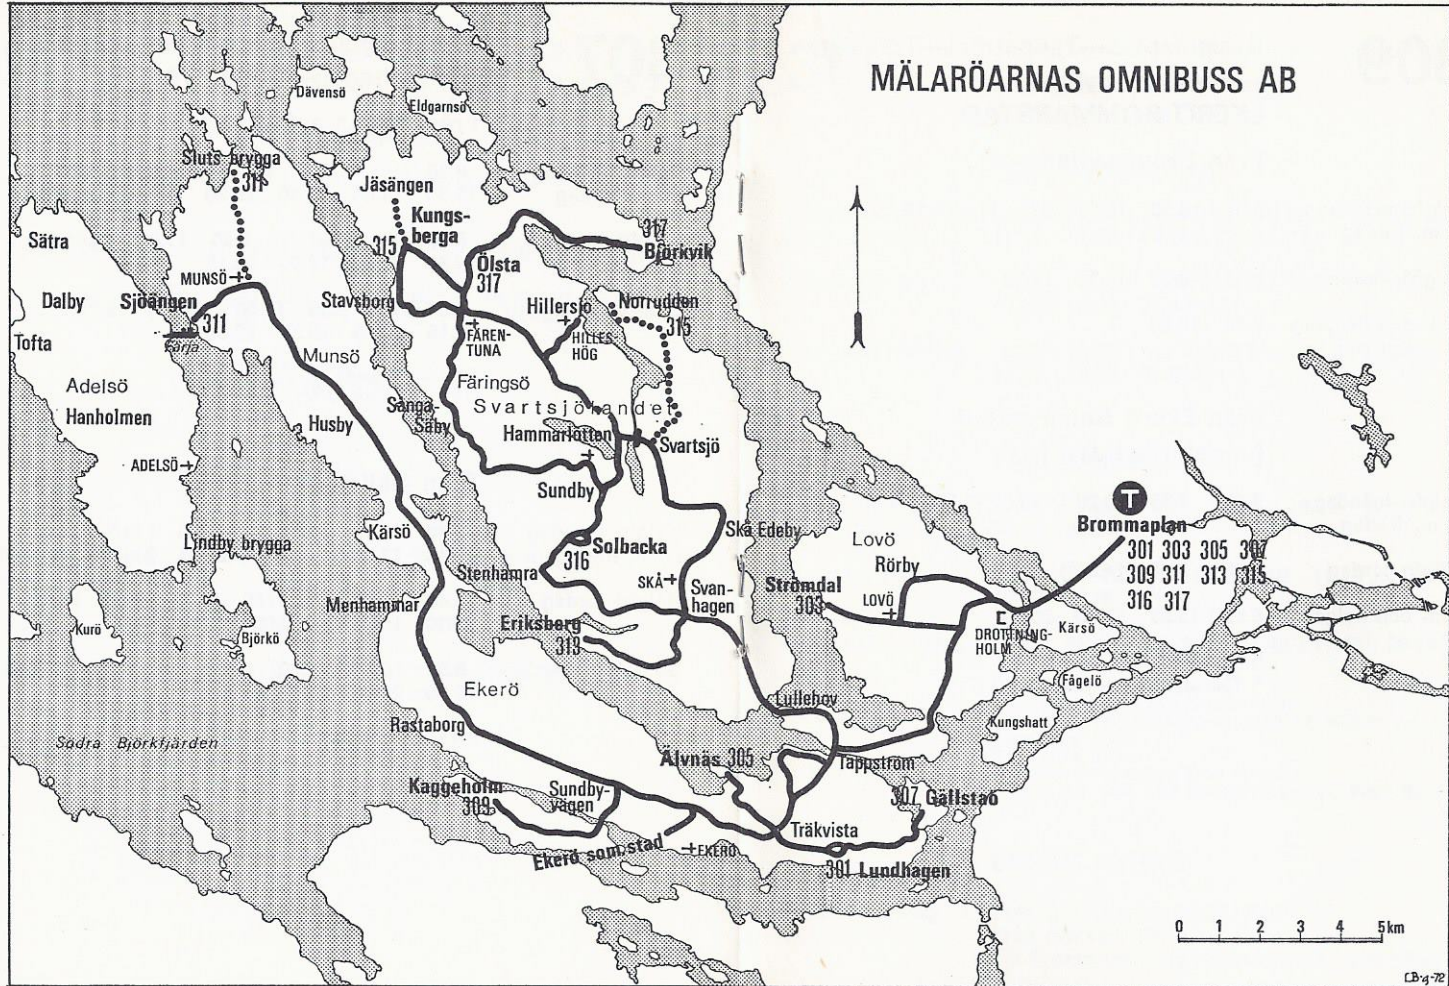 MÄLARÖARNAS OMNIBUSS AB
Dävensö
Eldgarnsö
Sluts brygga
311
Jäsängen
Kungs-
berga
315
317
Björkvik
Sätra
MUNSÖ
Ölsta
317
Dalby
Sjöängen
311
Stavsborg
Hillersjö
Norrudden
315
Tofta
Färja
FÄREN-
TUNA
HILLES
HÖG
Munsö
Adelsö
Färingsö
Hanholmen
Svartsjölandet
Husby
Sånga-
Säby
Hammarlötten
Svartsjö
ADELSÖ
Sundby
T
Brommaplan
301 303 305 307
309 311 313 315
316 317
Kärsö
Skå Edeby
Lindby brygga
Solbacka
316
Lovö
Rörby
Stenhamra
SKÅ
Strömdal
303
LOVÖ
Menhammar
Svan-
hagen
Kurö
Björkö
Eriksberg
313
DROTTNING-
HOLM
Kärsö
Fågelö
Ekerö
Lullehov
Kungshatt
Rastaborg
Södra Björkfjärden
Älvnäs 305
Tappström
Kaggeholm
309
Sundby-
vägen
307 Gällstaö
Träkvista
Ekerö som.stad
EKERÖ
301 Lundhagen
0 1 2 3 4 5km